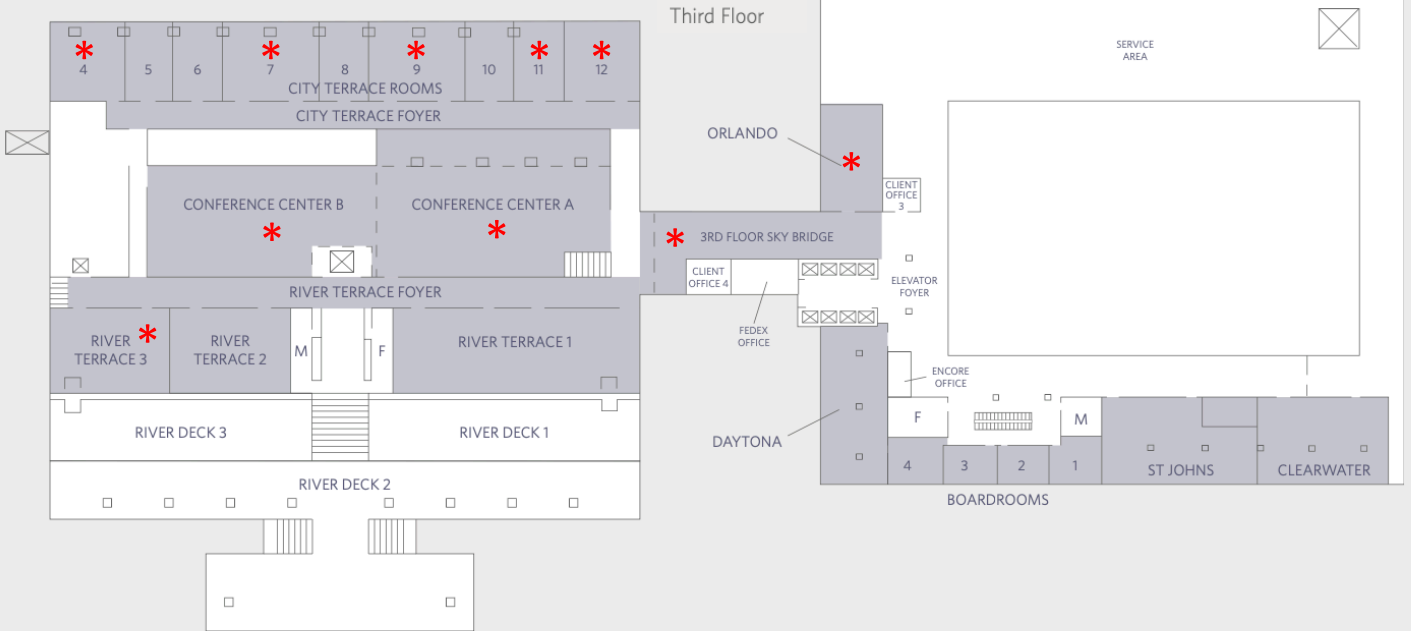 Third Floor
SERVICE
AREA
* * * * *
4 5 6 7 8 9 10 11 12
CITY TERRACE ROOMS
CITY TERRACE FOYER
ORLANDO
*
CLIENT
OFFICE
3
CONFERENCE CENTER B
*
CONFERENCE CENTER A
*
* 3RD FLOOR SKY BRIDGE
CLIENT
OFFICE 4
ELEVATOR
FOYER
RIVER TERRACE FOYER
FEDEX
OFFICE
RIVER *
TERRACE 3
RIVER
TERRACE 2
M
F
RIVER TERRACE 1
ENCORE
OFFICE
F
M
RIVER DECK 3
RIVER DECK 1
DAYTONA
4 3 2 1
ST JOHNS
CLEARWATER
BOARDROOMS
RIVER DECK 2